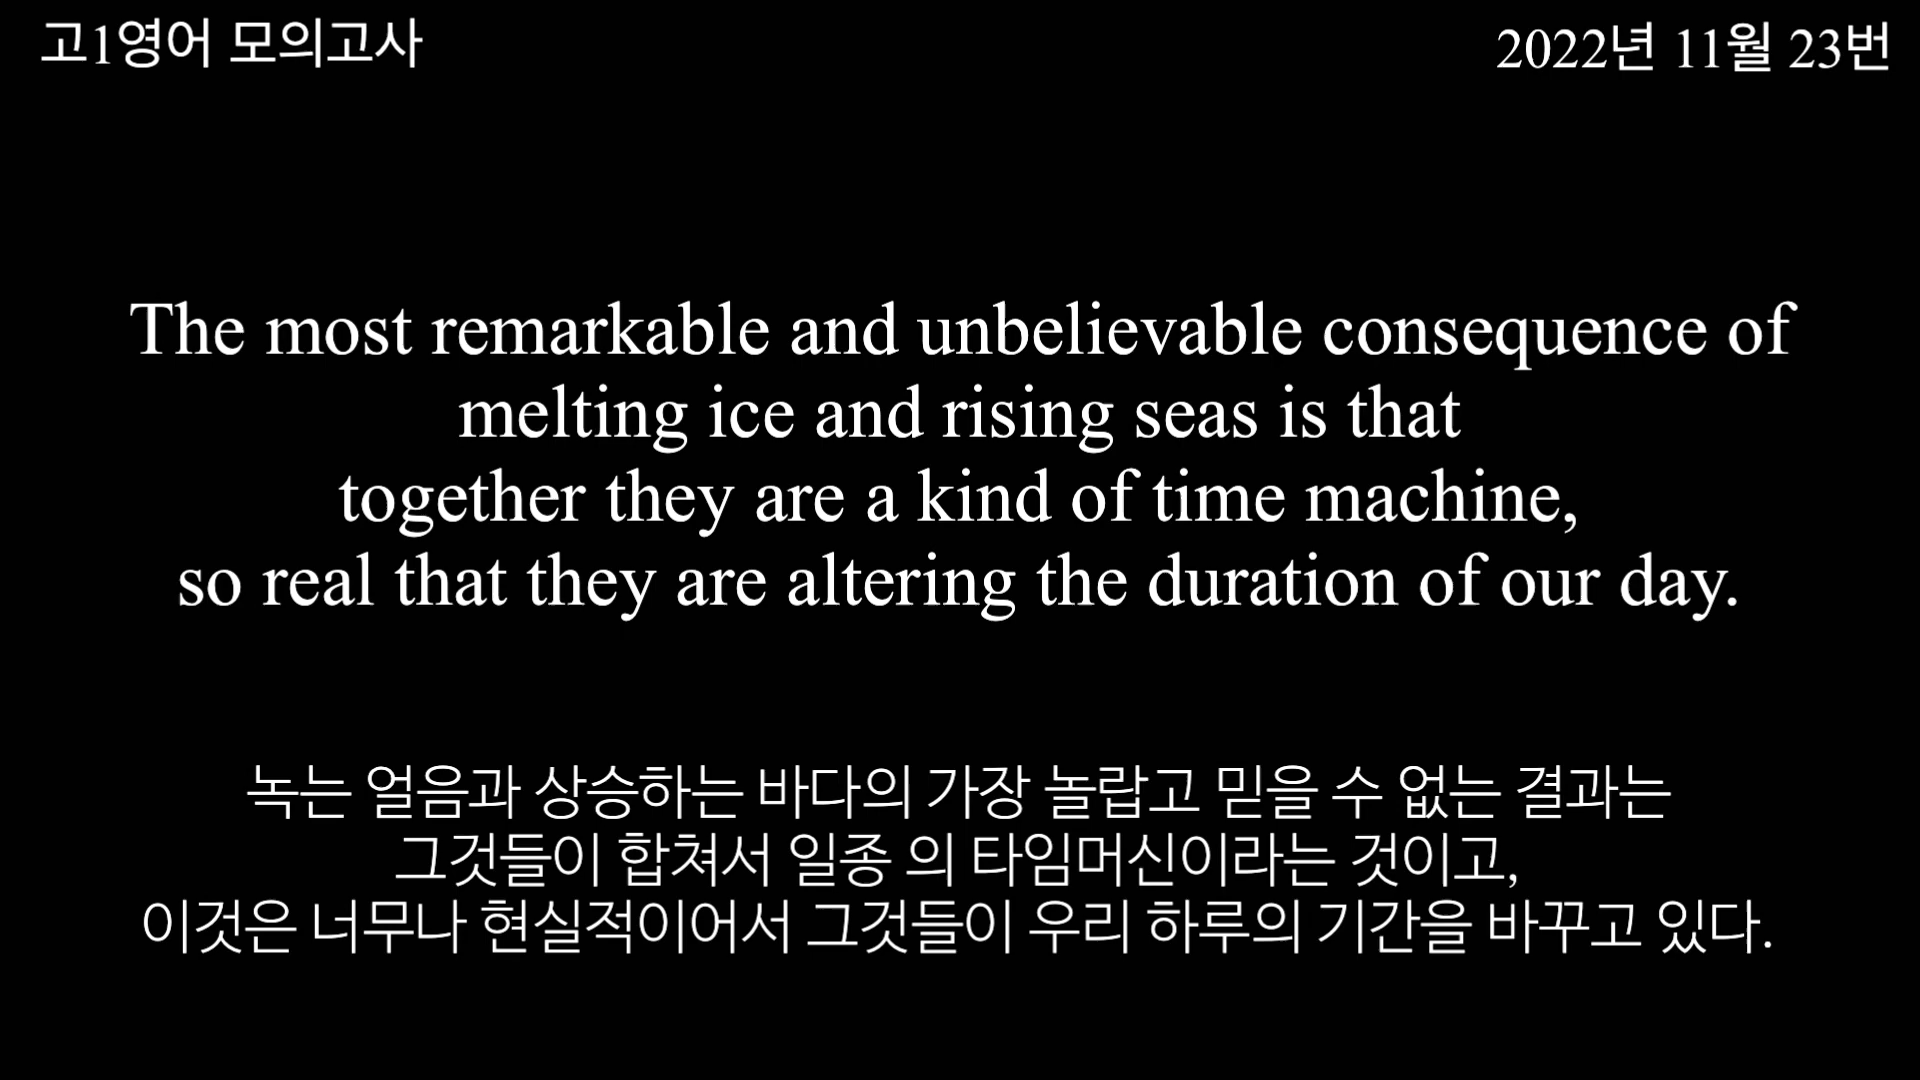 고1영어 모의고사
2022년 11월 23번
The most remarkable and unbelievable consequence of
melting ice and rising seas is that
together they are a kind of time machine,
so real that they are altering the duration of our day.
녹는 얼음과 상승하는 바다의 가장 놀랍고 믿을 수 없는 결과는
그것들이 합쳐서 일종 의 타임머신이라는 것이고,
이것은 너무나 현실적이어서 그것들이 우리 하루의 기간을 바꾸고 있다.